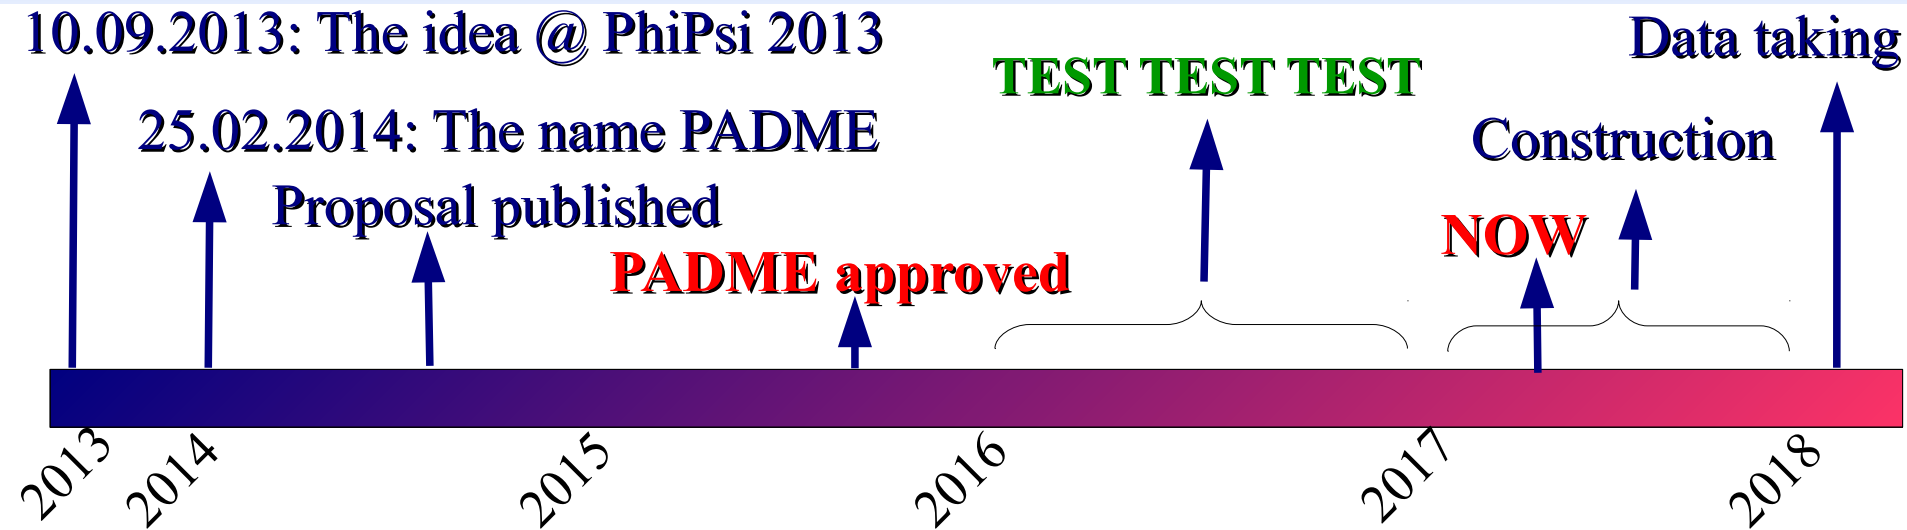 10.09.2013: The idea @ PhiPsi 2013
Data taking
TEST TEST TEST
25.02.2014: The name PADME
Construction
Proposal published
NOW
PADME approved
2013
2014
2015
2016
2017
2018